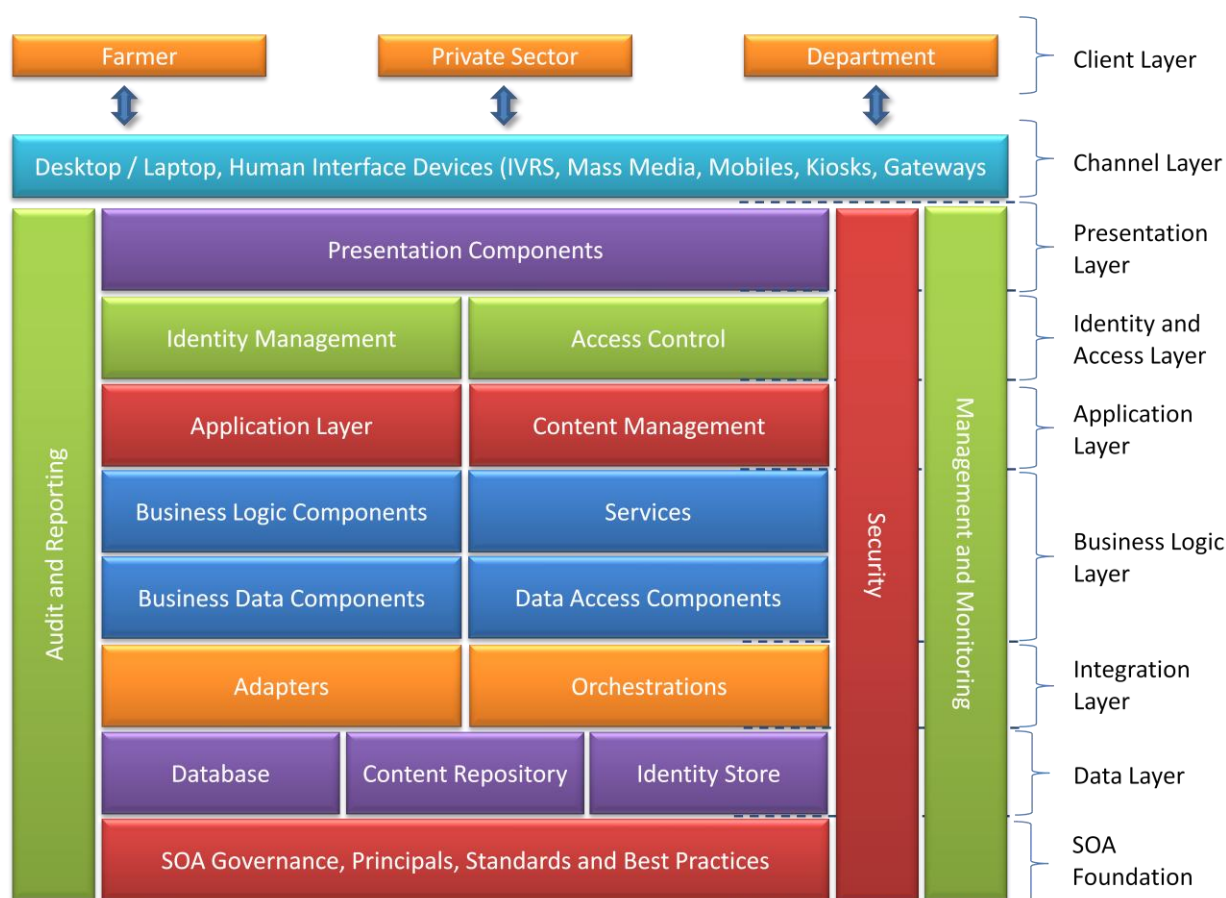 Farmer
Private Sector
Department
Client Layer
Desktop / Laptop, Human Interface Devices (IVRS, Mass Media, Mobiles, Kiosks, Gateways
Channel Layer
Presentation Components
Presentation
Layer
Identity Management
Access Control
Identity and
Access Layer
Application Layer
Content Management
Application
Layer
Business Logic Components
Services
Business Data Components
Data Access Components
Business Logic
Layer
Adapters
Orchestrations
Integration
Layer
Database
Content Repository
Identity Store
Data Layer
SOA Governance, Principals, Standards and Best Practices
SOA
Foundation
Audit and Reporting
Security
Management and Monitoring